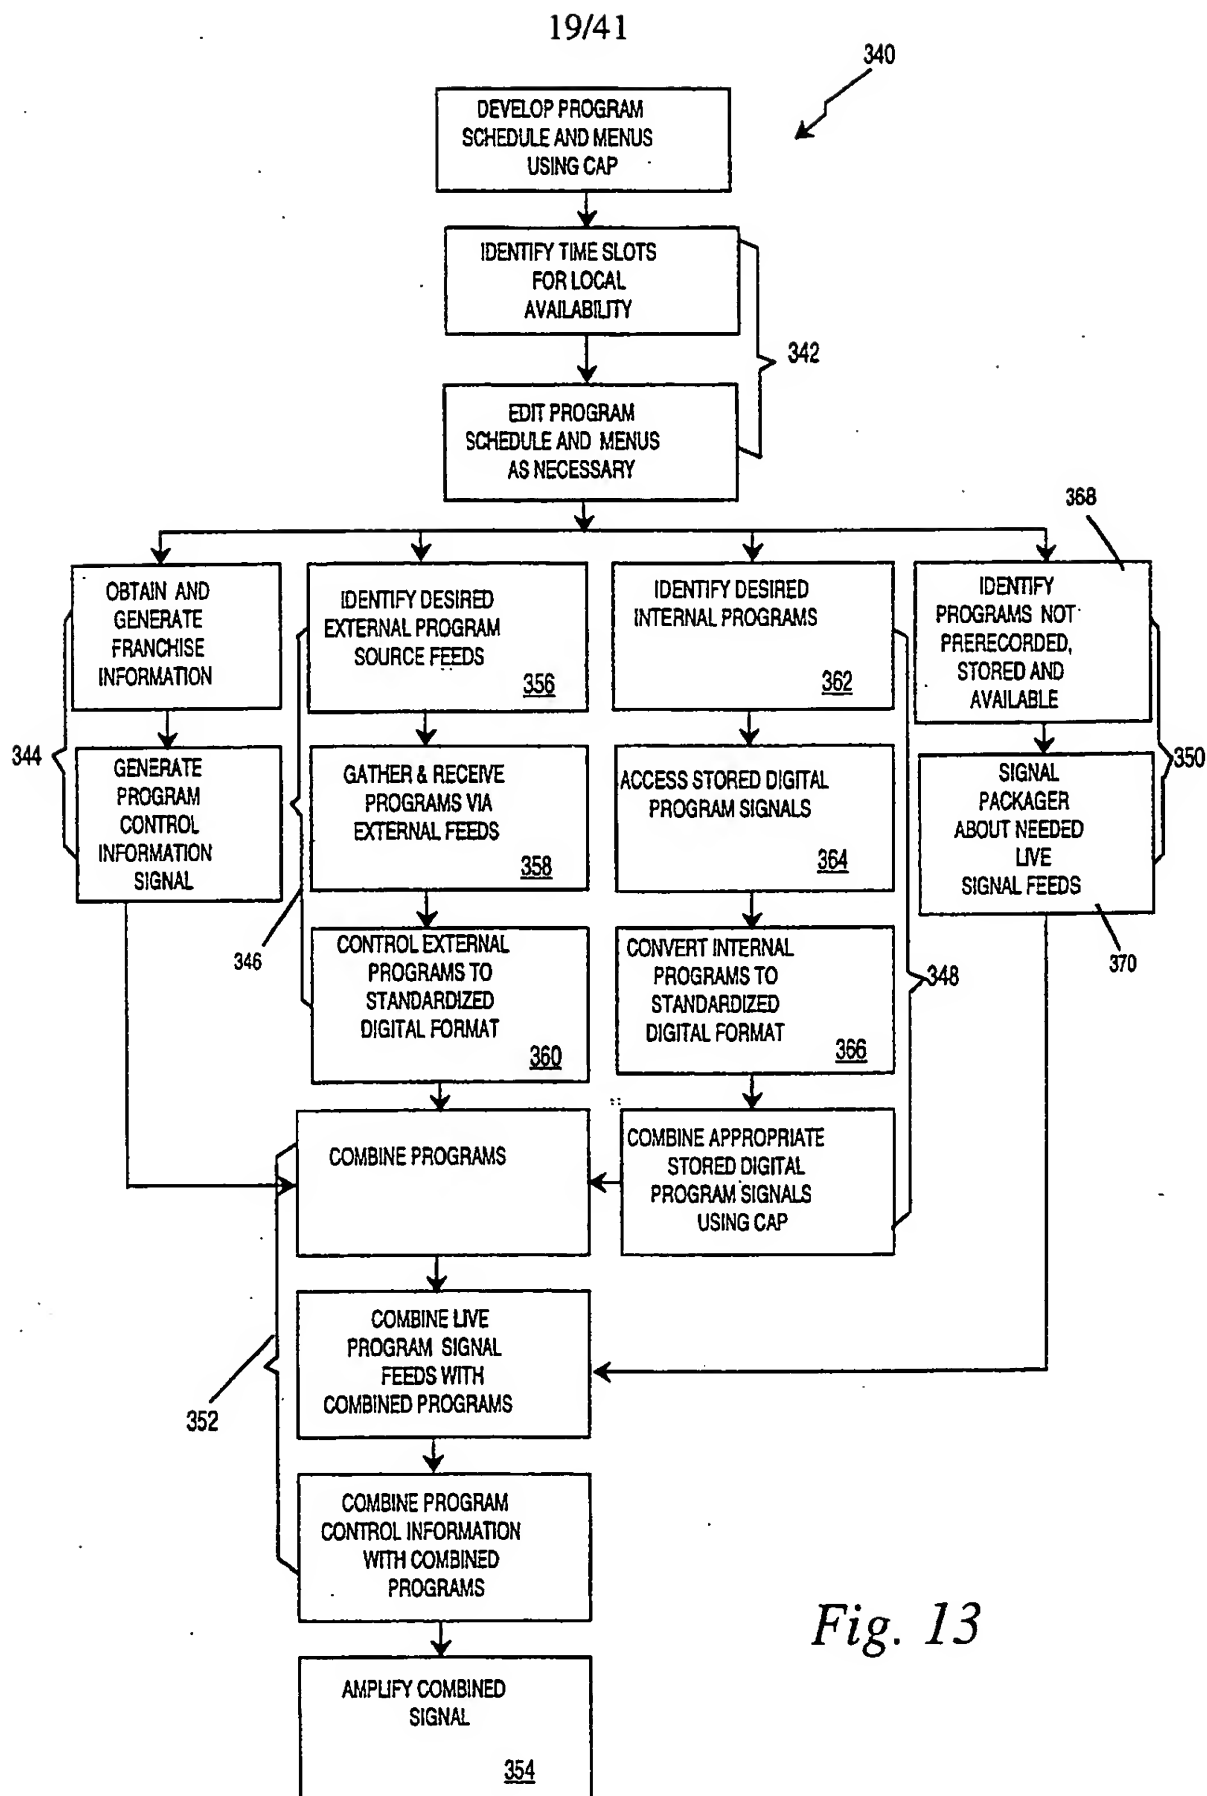 19/41
340
DEVELOP PROGRAM
SCHEDULE AND MENUS
USING CAP
IDENTIFY TIME SLOTS
FOR LOCAL
AVAILABILITY
342
EDIT PROGRAM
SCHEDULE AND MENUS
AS NECESSARY
368
OBTAIN AND
GENERATE
FRANCHISE
INFORMATION
IDENTIFY DESIRED
EXTERNAL PROGRAM
SOURCE FEEDS
356
IDENTIFY DESIRED
INTERNAL PROGRAMS
362
IDENTIFY
PROGRAMS NOT
PRERECORDED,
STORED AND
AVAILABLE
344
350
GENERATE
PROGRAM
CONTROL
INFORMATION
SIGNAL
GATHER & RECEIVE
PROGRAMS VIA
EXTERNAL FEEDS
358
ACCESS STORED DIGITAL
PROGRAM SIGNALS
364
SIGNAL
PACKAGER
ABOUT NEEDED
LIVE
SIGNAL FEEDS
346
370
CONTROL EXTERNAL
PROGRAMS TO
STANDARDIZED
DIGITAL FORMAT
360
CONVERT INTERNAL
PROGRAMS TO
STANDARDIZED
DIGITAL FORMAT
366
348
COMBINE PROGRAMS
COMBINE APPROPRIATE
STORED DIGITAL
PROGRAM SIGNALS
USING CAP
COMBINE LIVE
PROGRAM SIGNAL
FEEDS WITH
COMBINED PROGRAMS
352
COMBINE PROGRAM
CONTROL INFORMATION
WITH COMBINED
PROGRAMS
Fig. 13
AMPLIFY COMBINED
SIGNAL
354